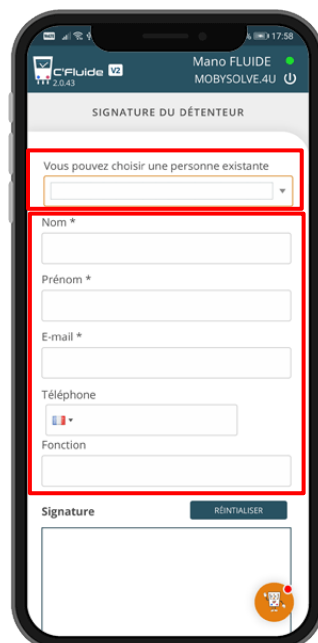 17:58
C'Fluide V2
2.0.43
Mano FLUIDE
MOBYSOLVE.4U
SIGNATURE DU DÉTENTEUR
Vous pouvez choisir une personne existante
Nom *
Prénom *
E-mail *
Téléphone
Fonction
Signature
RÉINTIALISER